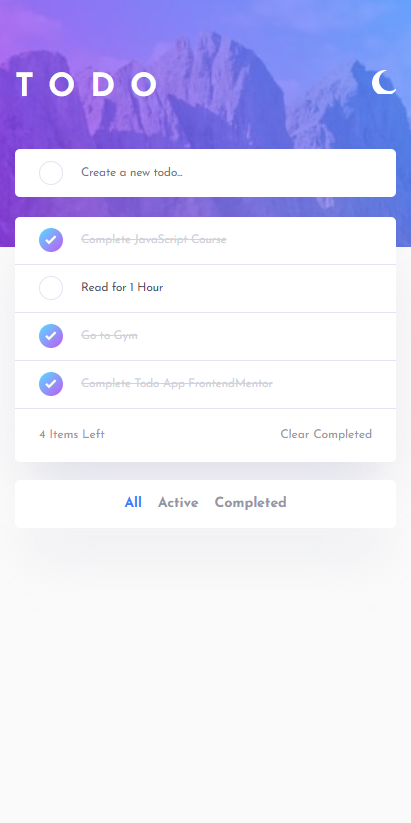 TODO
Create a new todo...
Complete JavaScript Course
Read for 1 Hour
Go to Gym
Complete Todo App FrontendMentor
4 Items Left Clear Completed
All Active Completed